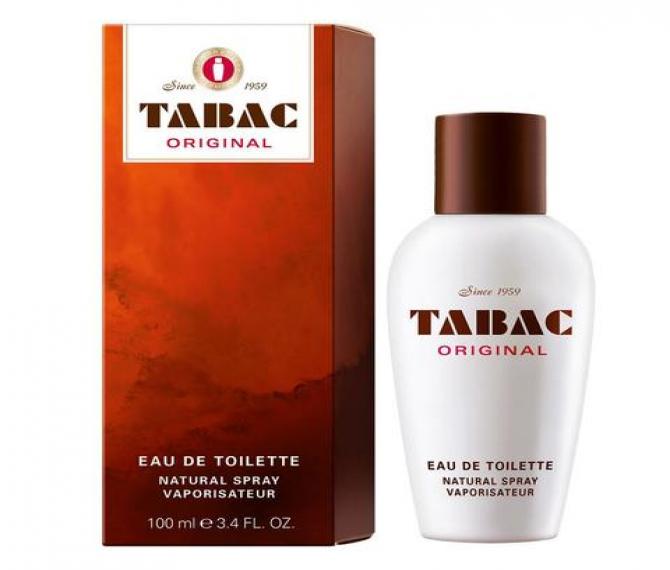 Since 1959
TABAC
ORIGINAL
EAU DE TOILETTE
NATURAL SPRAY
VAPORISATEUR
100 ml ℮ 3.4 FL. OZ.
Since 1959
TABAC
ORIGINAL
EAU DE TOILETTE
NATURAL SPRAY
VAPORISATEUR